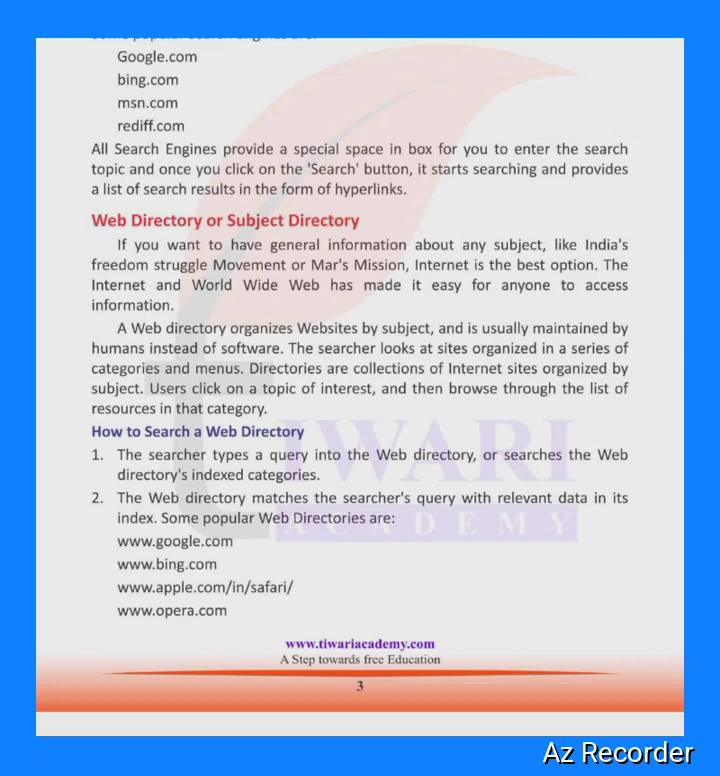 Google.com
bing.com
msn.com
rediff.com
All Search Engines provide a special space in box for you to enter the search
topic and once you click on the 'Search' button, it starts searching and provides
a list of search results in the form of hyperlinks.
Web Directory or Subject Directory
If you want to have general information about any subject, like India's
freedom struggle Movement or Mar's Mission, Internet is the best option. The
Internet and World Wide Web has made it easy for anyone to access
information.
A Web directory organizes Websites by subject, and is usually maintained by
humans instead of software. The searcher looks at sites organized in a series of
categories and menus. Directories are collections of Internet sites organized by
subject. Users click on a topic of interest, and then browse through the list of
resources in that category.
How to Search a Web Directory
1. The searcher types a query into the Web directory, or searches the Web
directory's indexed categories.
2. The Web directory matches the searcher's query with relevant data in its
index. Some popular Web Directories are:
www.google.com
www.bing.com
www.apple.com/in/safari/
www.opera.com
TIWARI
ACADEMY
www.tiwariacademy.com
A Step towards free Education
3
Az Recorder